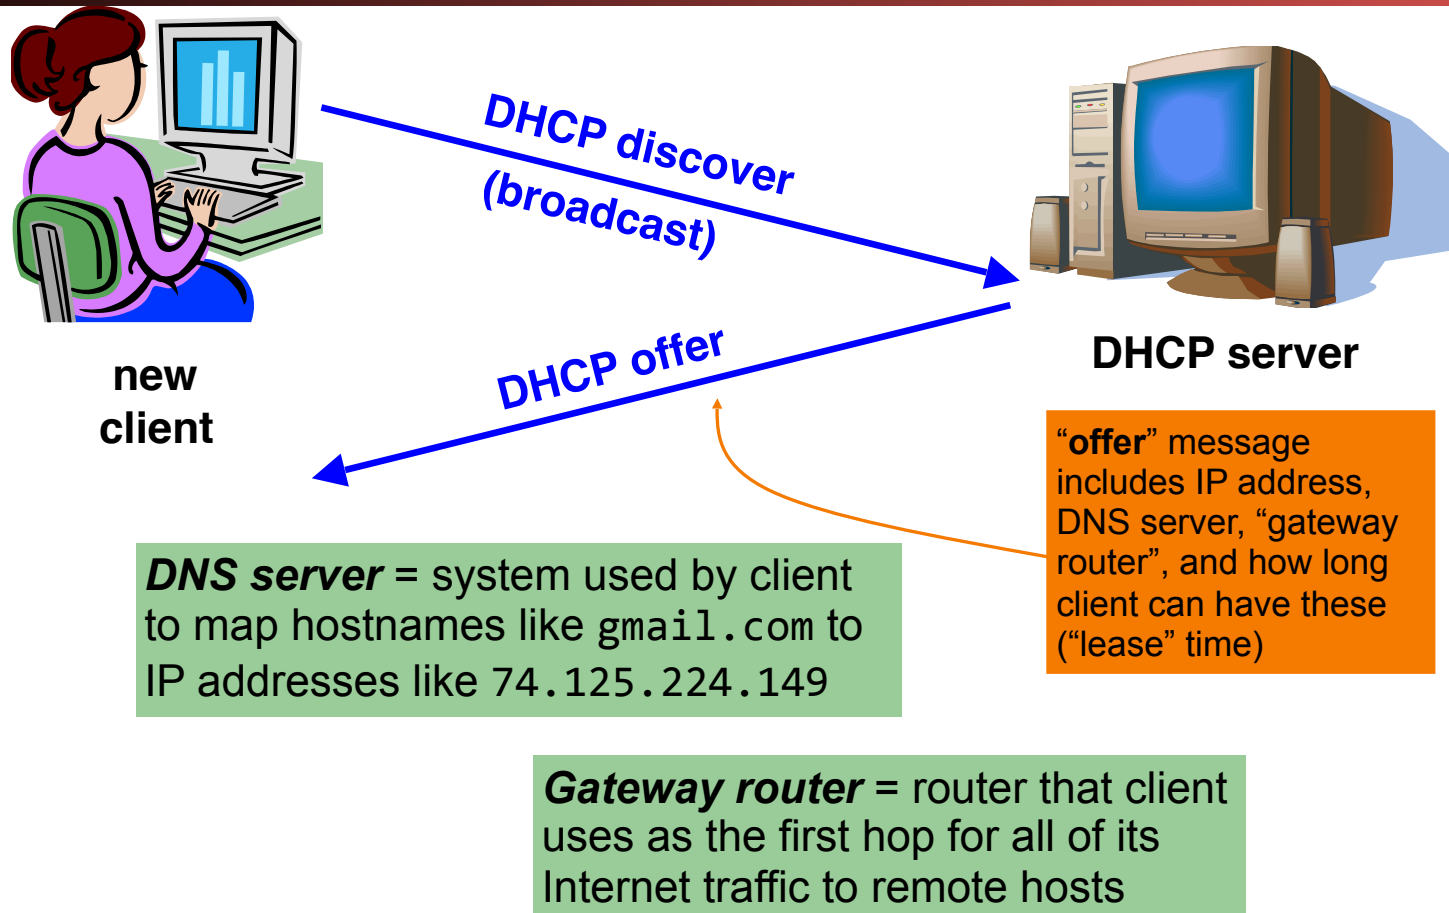 DHCP discover
(broadcast)
DHCP offer
new
client
DHCP server
“offer” message
includes IP address,
DNS server, “gateway
router”, and how long
client can have these
(“lease” time)
DNS server = system used by client
to map hostnames like gmail.com to
IP addresses like 74.125.224.149
Gateway router = router that client
uses as the first hop for all of its
Internet traffic to remote hosts